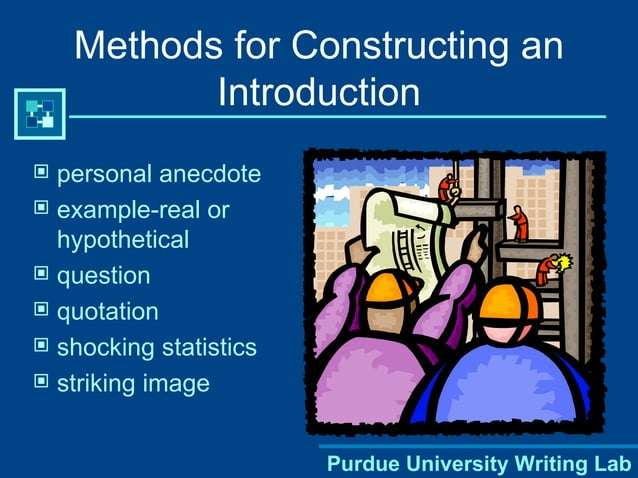 Methods for Constructing an
Introduction
personal anecdote
example-real or
hypothetical
question
quotation
shocking statistics
striking image
Purdue University Writing Lab